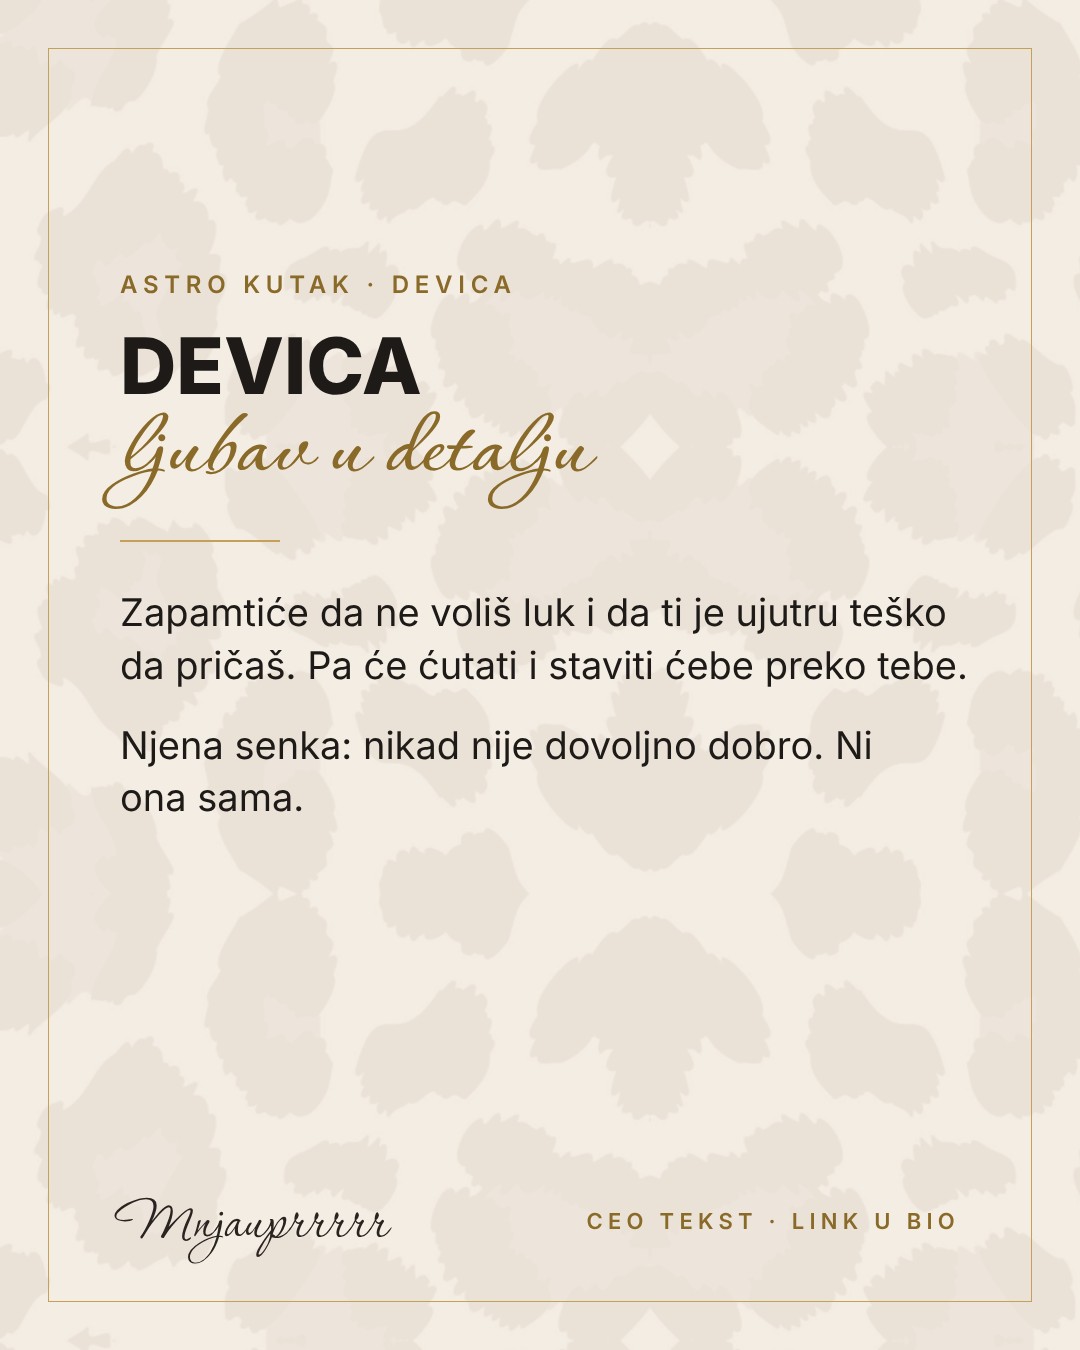 ASTRO KUTAK · DEVICA
DEVICA
ljubav u detalju
Zapamtiće da ne voliš luk i da ti je ujutru teško
da pričaš. Pa će ćutati i staviti ćebe preko tebe.
Njena senka: nikad nije dovoljno dobro. Ni
ona sama.
Mnjauprrrrr
CEO TEKST · LINK U BIO